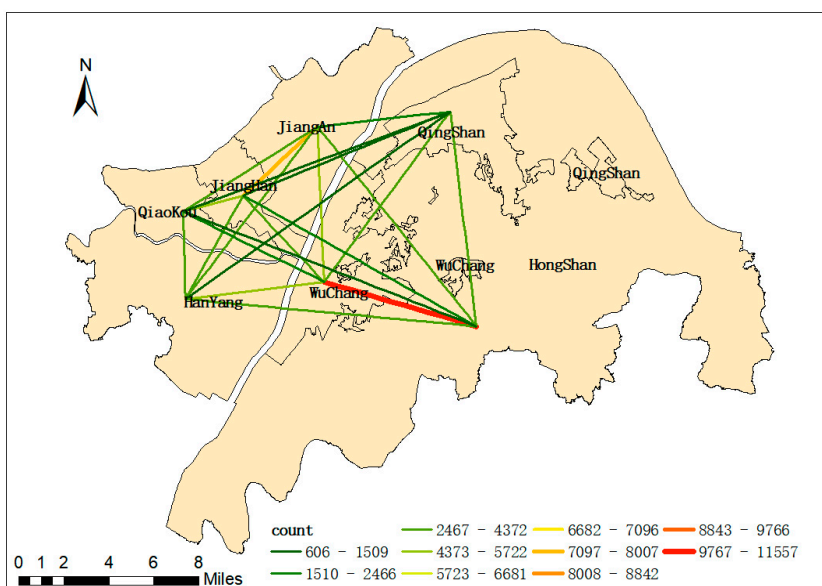 N
JiangAn
QingShan
QingShan
JiangHan
QiaoKou
WuChang
HongShan
WuChang
HanYang
count
606 - 1509
1510 - 2466
2467 - 4372
4373 - 5722
5723 - 6681
6682 - 7096
7097 - 8007
8008 - 8842
8843 - 9766
9767 - 11557
0 1 2 4 6 8
Miles